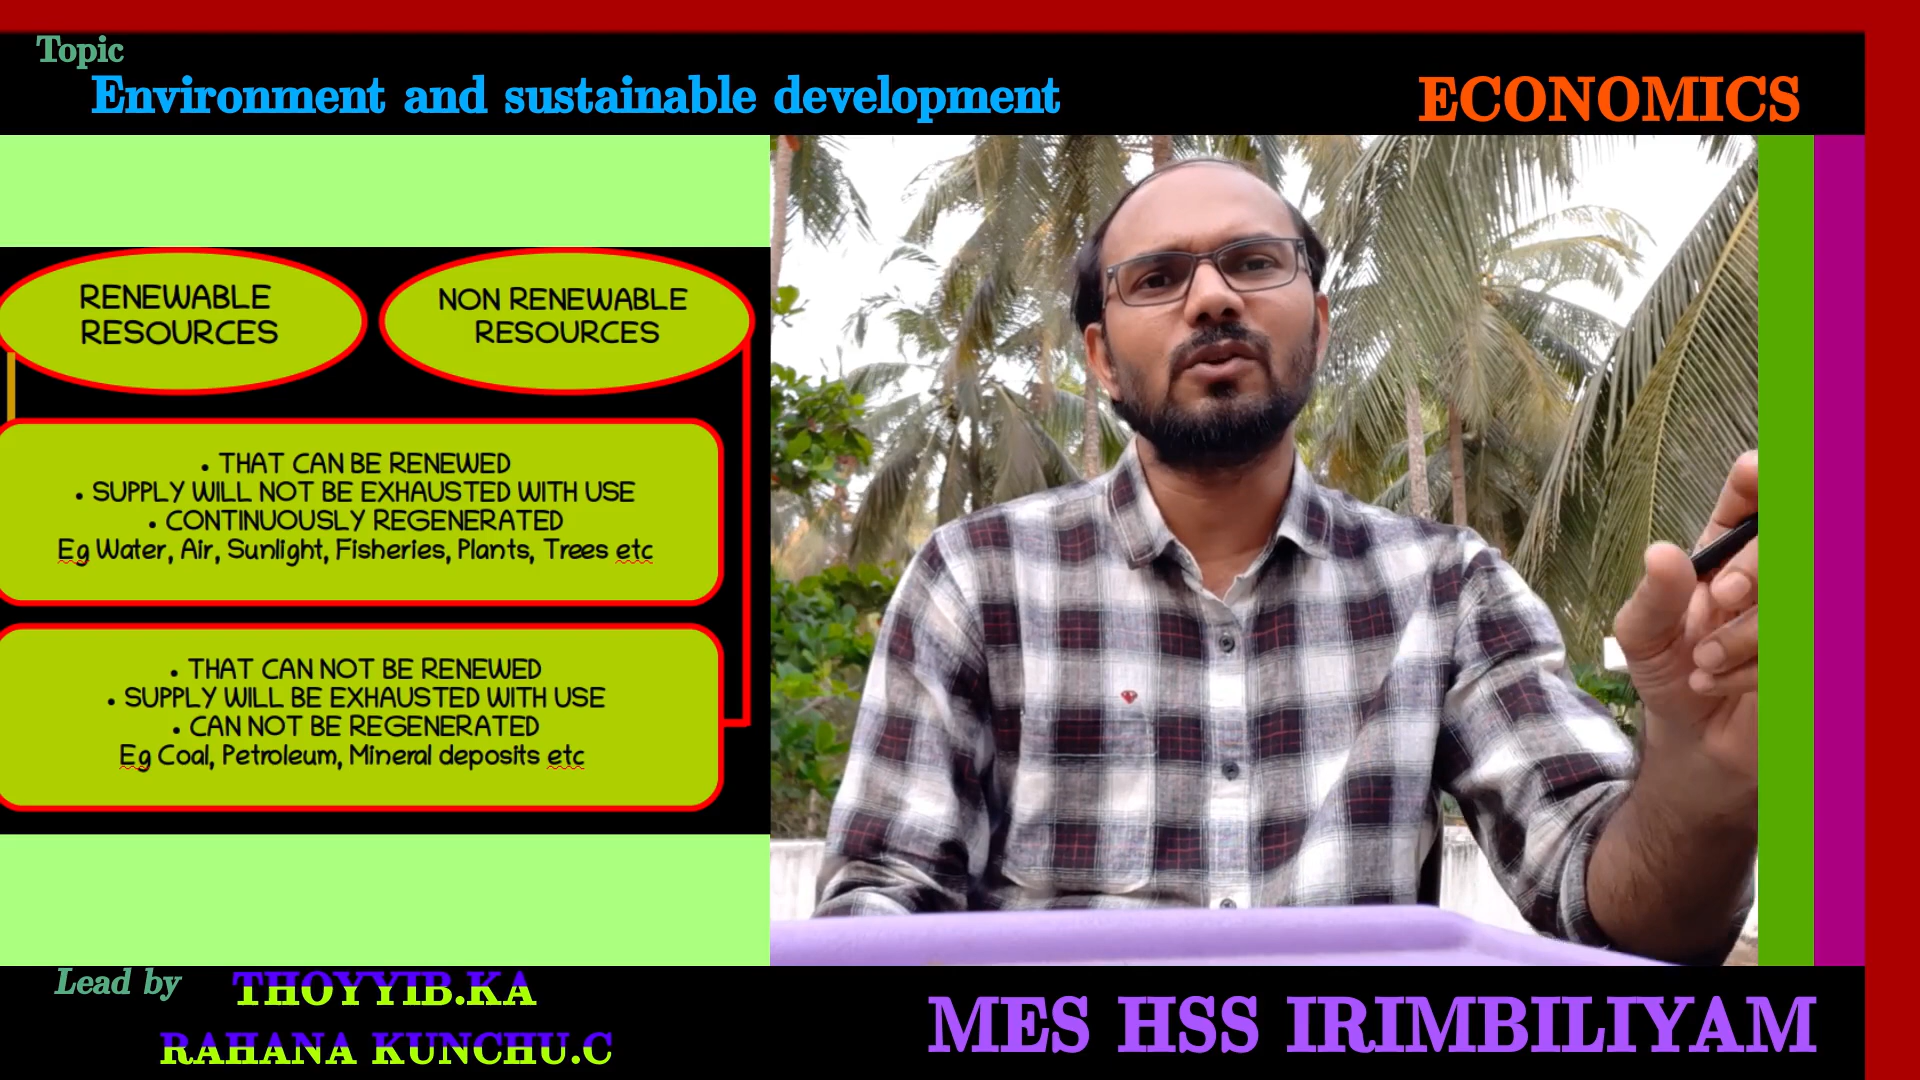 Topic
Environment and sustainable development
ECONOMICS
RENEWABLE
RESOURCES
NON RENEWABLE
RESOURCES
• THAT CAN BE RENEWED
• SUPPLY WILL NOT BE EXHAUSTED WITH USE
• CONTINUOUSLY REGENERATED
Eg Water, Air, Sunlight, Fisheries, Plants, Trees etc
• THAT CAN NOT BE RENEWED
• SUPPLY WILL BE EXHAUSTED WITH USE
• CAN NOT BE REGENERATED
Eg Coal, Petroleum, Mineral deposits etc
Lead by
THOYYIB.KA
RAHANA KUNCHU.C
MES HSS IRIMBILIYAM